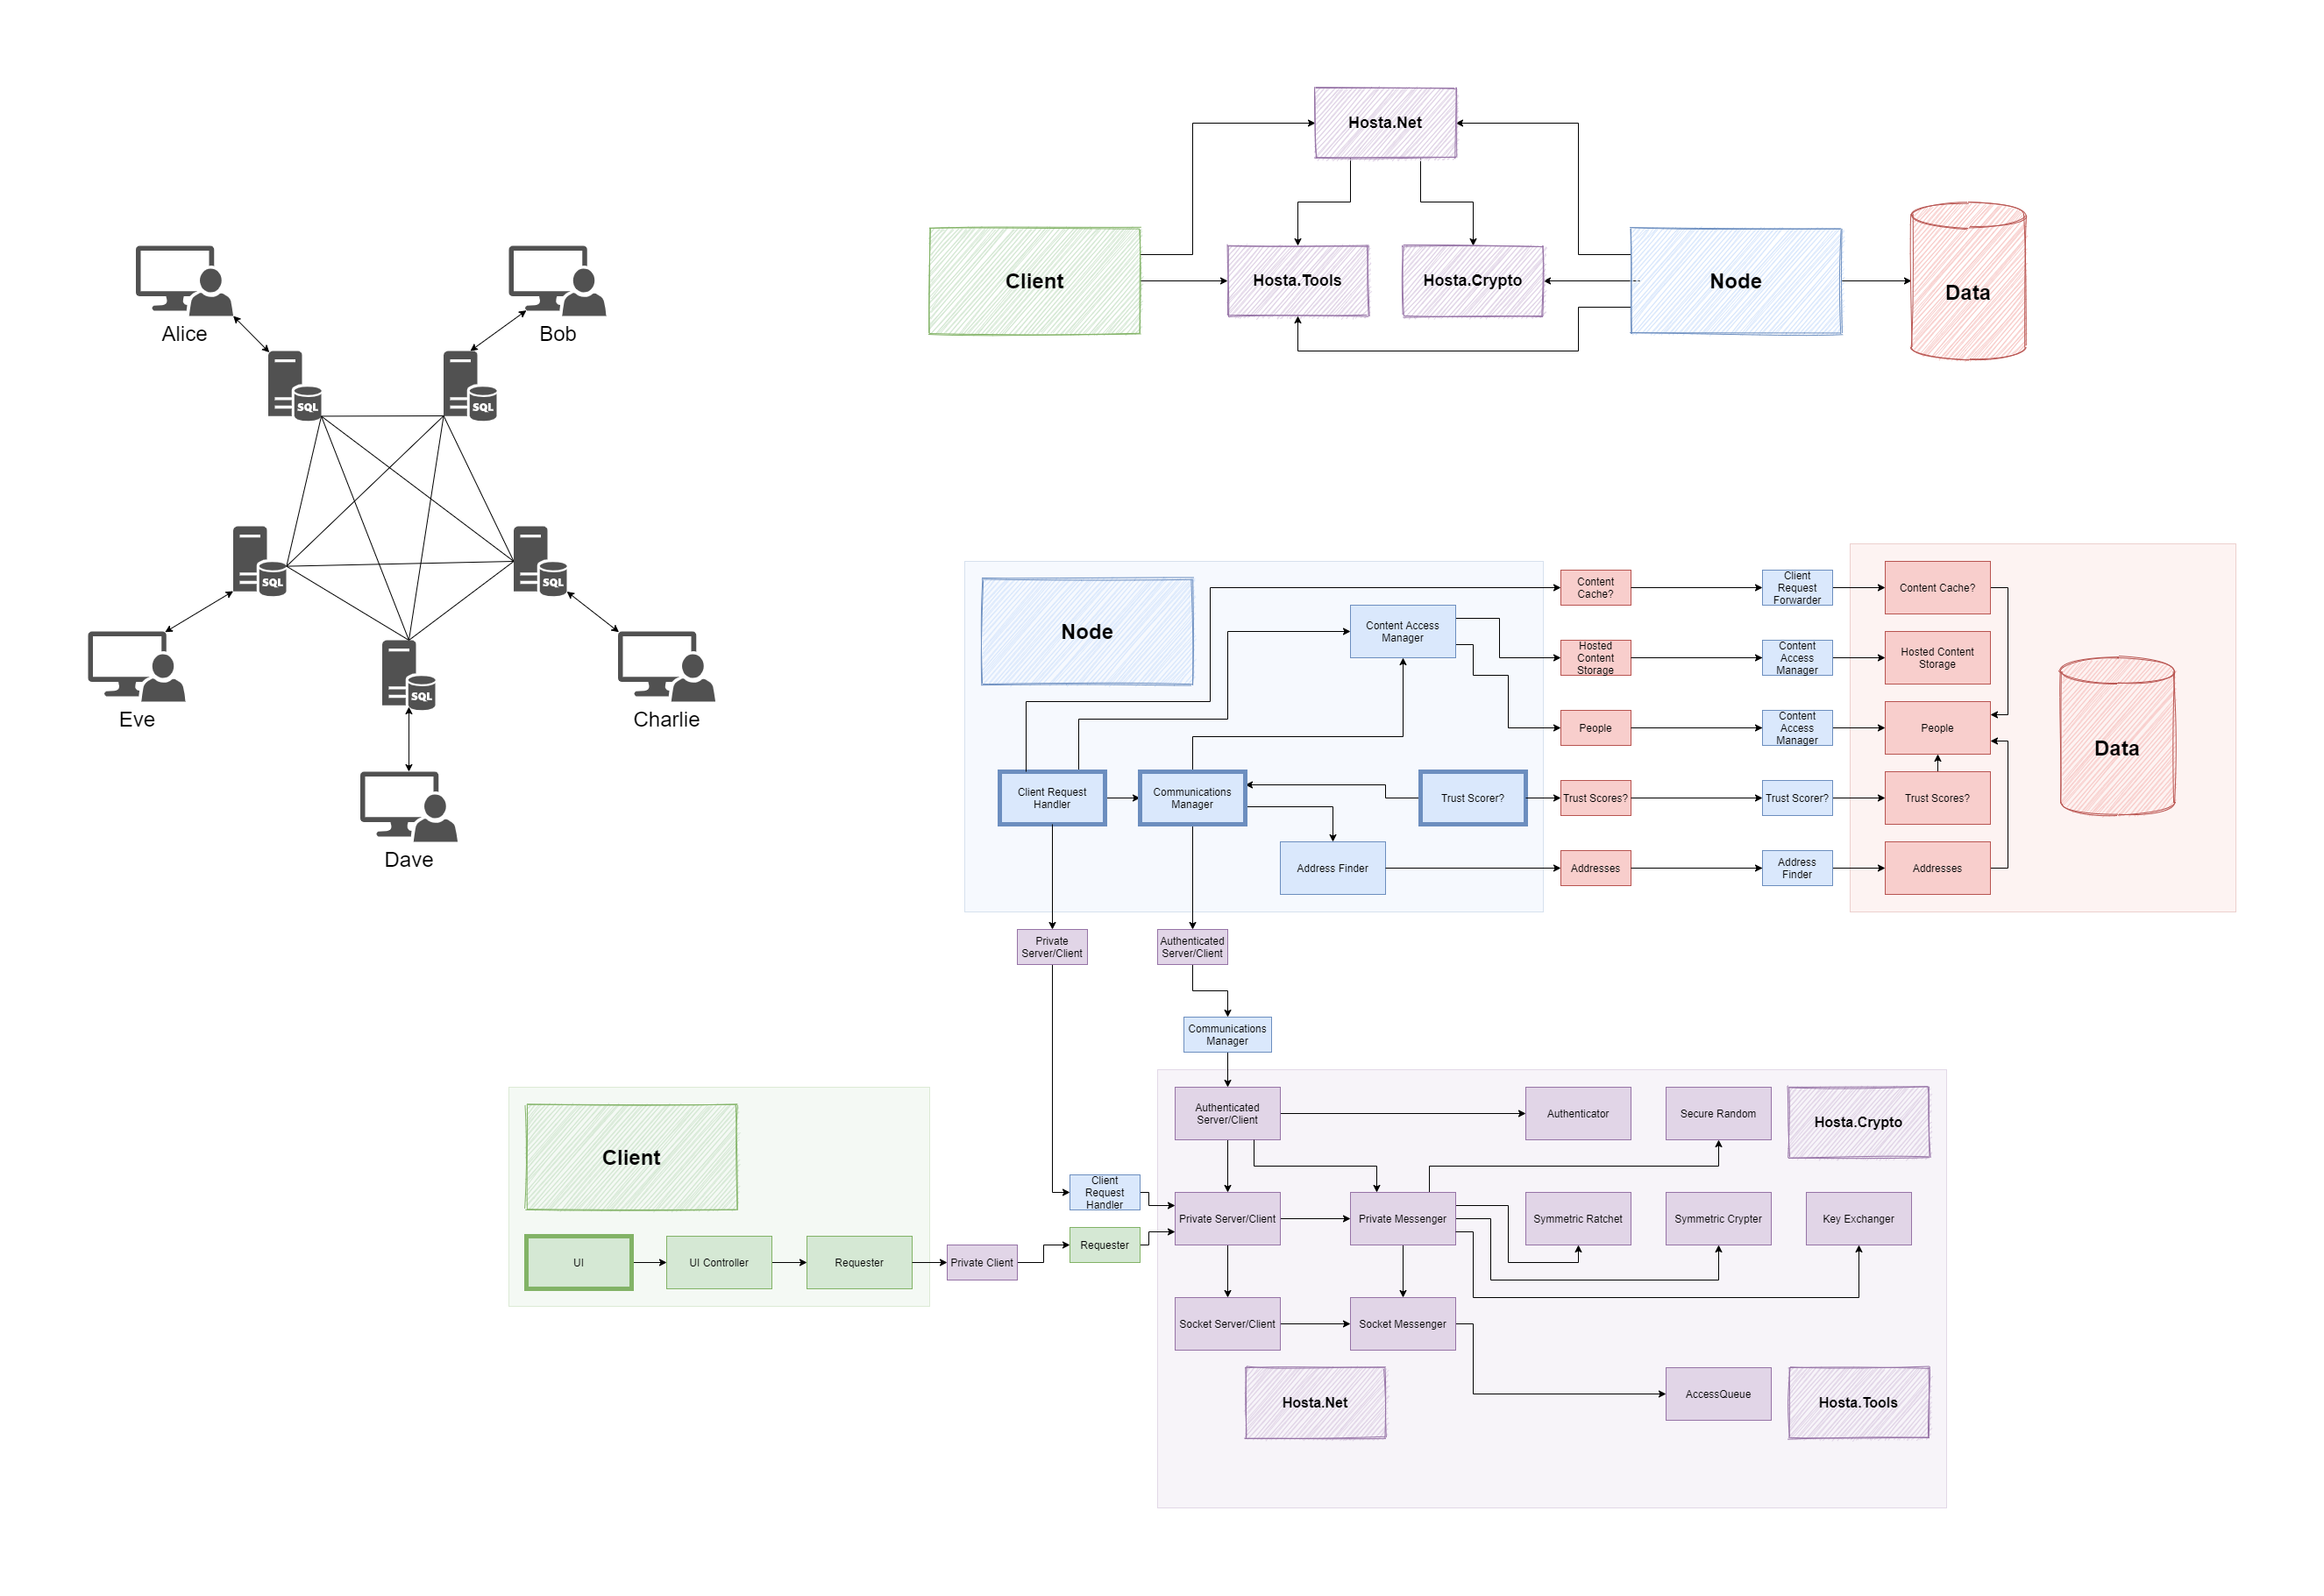 Hosta.Net
Client
Hosta.Tools
Hosta.Crypto
Node
Data
Alice
Bob
SQL
SQL
SQL
SQL
SQL
Eve
Charlie
Dave
Node
Content Access
Manager
Client Request
Handler
Communications
Manager
Trust Scorer?
Address Finder
Content
Cache?
Hosted
Content
Storage
People
Trust Scores?
Addresses
Client
Request
Forwarder
Content
Access
Manager
Content
Access
Manager
Trust Scorer?
Address
Finder
Content Cache?
Hosted Content
Storage
People
Trust Scores?
Addresses
Data
Private
Server/Client
Authenticated
Server/Client
Communications
Manager
Client
UI
UI Controller
Requester
Private Client
Client
Request
Handler
Requester
Authenticated
Server/Client
Authenticator
Secure Random
Hosta.Crypto
Private Server/Client
Private Messenger
Symmetric Ratchet
Symmetric Crypter
Key Exchanger
Socket Server/Client
Socket Messenger
Hosta.Net
AccessQueue
Hosta.Tools